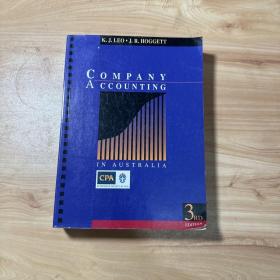 K. J. LEO • J. R. HOGGETT
COMPANY
ACCOUNTING
IN AUSTRALIA
CPA
3RD
EDITION